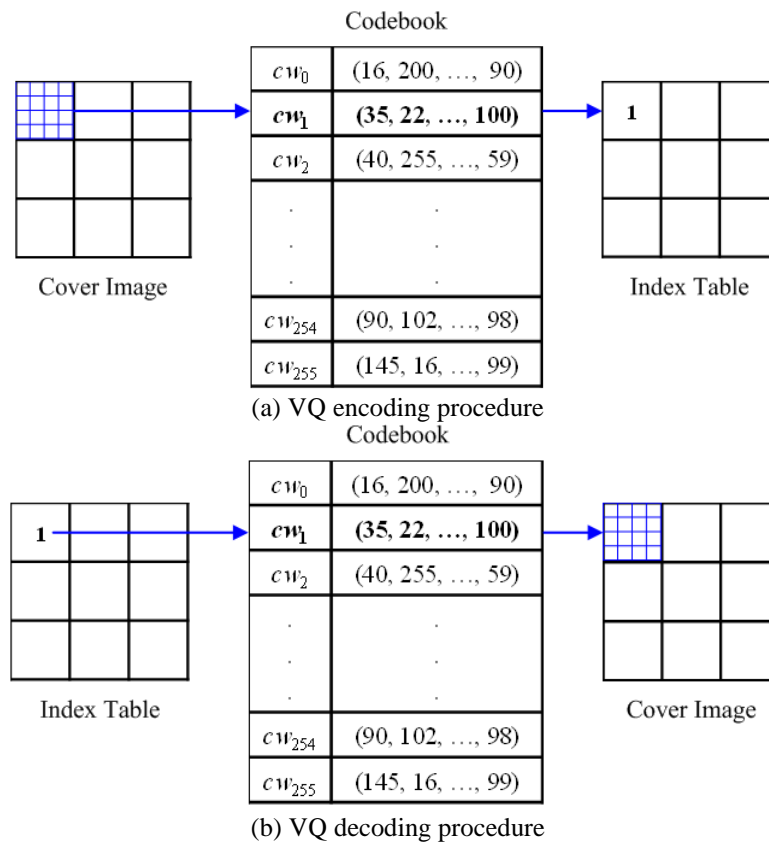 Codebook
cw0 (16, 200, …, 90)
cw1 (35, 22, …, 100)
1
cw2 (40, 255, …, 59)
. .
. .
. .
Cover Image
Index Table
cw254 (90, 102, …, 98)
cw255 (145, 16, …, 99)
(a) VQ encoding procedure
Codebook
cw0 (16, 200, …, 90)
1
cw1 (35, 22, …, 100)
cw2 (40, 255, …, 59)
. .
. .
. .
Index Table
Cover Image
cw254 (90, 102, …, 98)
cw255 (145, 16, …, 99)
(b) VQ decoding procedure